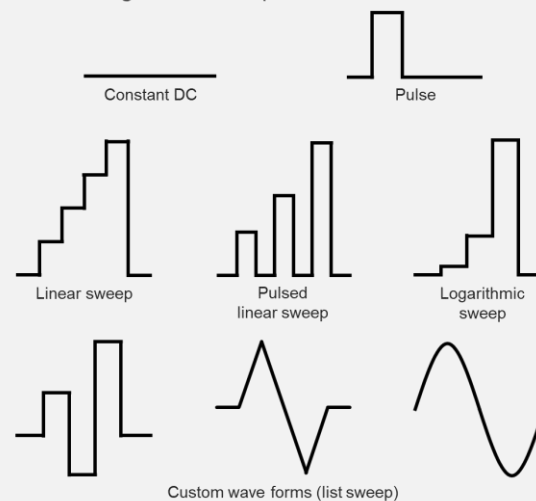 Constant DC
Pulse
Linear sweep
Pulsed
linear sweep
Logarithmic
sweep
Custom wave forms (list sweep)